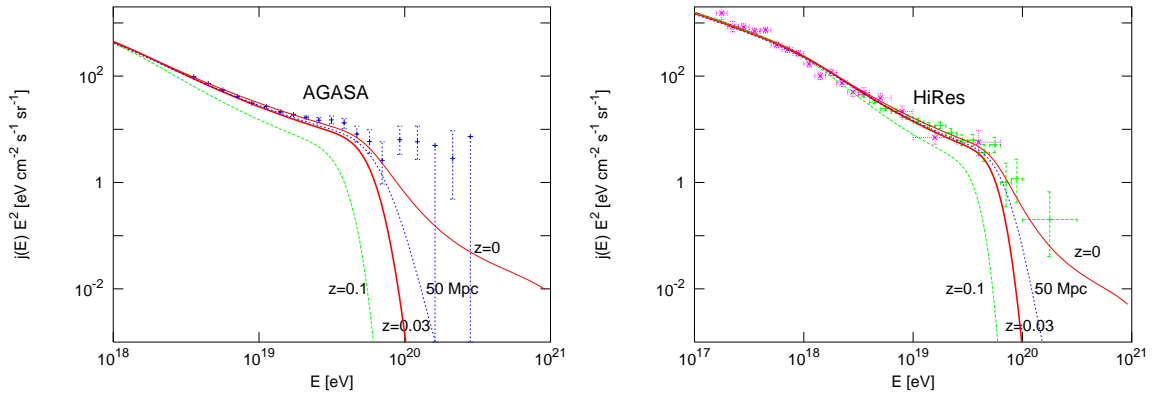 AGASA
10^2
1
10^-2
j(E) E^2 [eV cm^-2 s^-1 sr^-1]
z=0
50 Mpc
z=0.1
z=0.03
10^18
10^19
10^20
10^21
E [eV]
HiRes
10^2
1
10^-2
j(E) E^2 [eV cm^-2 s^-1 sr^-1]
z=0
50 Mpc
z=0.1
z=0.03
10^17
10^18
10^19
10^20
10^21
E [eV]